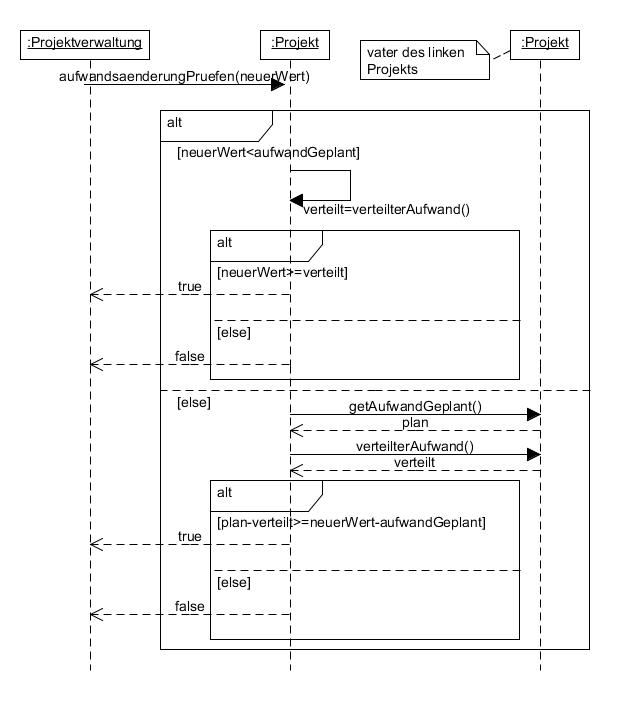 :Projektverwaltung
:Projekt
vater des linken
Projekts
:Projekt
aufwandsaenderungPruefen(neuerWert)
alt
[neuerWert<aufwandGeplant]
verteilt=verteilterAufwand()
alt
[neuerWert>=verteilt]
true
[else]
false
[else]
getAufwandGeplant()
plan
verteilterAufwand()
verteilt
alt
[plan-verteilt>=neuerWert-aufwandGeplant]
true
[else]
false